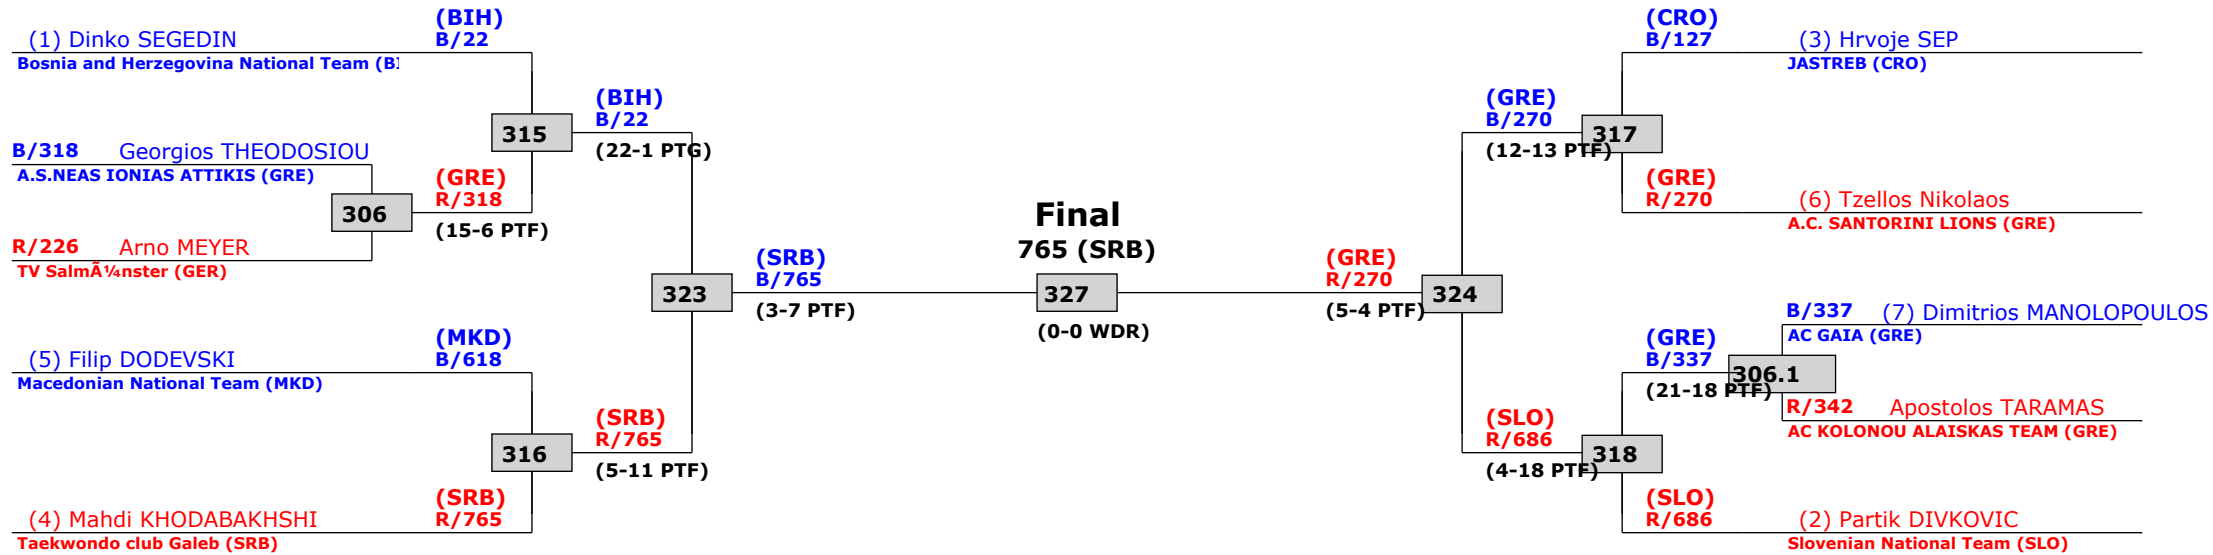 (BIH)
(1) Dinko SEGEDIN
B/22
Bosnia and Herzegovina National Team (BI
(BIH)
B/22
315
(22-1 PTG)
B/318
Georgios THEODOSIOU
A.S.NEAS IONIAS ATTIKIS (GRE)
(GRE)
R/318
306
(15-6 PTF)
R/226
Arno MEYER
TV SalmÃ¼nster (GER)
(SRB)
B/765
323
(3-7 PTF)
(MKD)
(5) Filip DODEVSKI
B/618
Macedonian National Team (MKD)
(SRB)
R/765
316
(5-11 PTF)
(SRB)
(4) Mahdi KHODABAKHSHI
R/765
Taekwondo club Galeb (SRB)
Final
765 (SRB)
327
(0-0 WDR)
(CRO)
B/127
(3) Hrvoje SEP
JASTREB (CRO)
(GRE)
B/270
317
(12-13 PTF)
(GRE)
R/270
(6) Tzellos Nikolaos
A.C. SANTORINI LIONS (GRE)
(GRE)
R/270
324
(5-4 PTF)
B/337
(7) Dimitrios MANOLOPOULOS
AC GAIA (GRE)
(GRE)
B/337
306.1
(21-18 PTF)
R/342
Apostolos TARAMAS
AC KOLONOU ALAISKAS TEAM (GRE)
(SLO)
R/686
318
(4-18 PTF)
(SLO)
R/686
(2) Partik DIVKOVIC
Slovenian National Team (SLO)